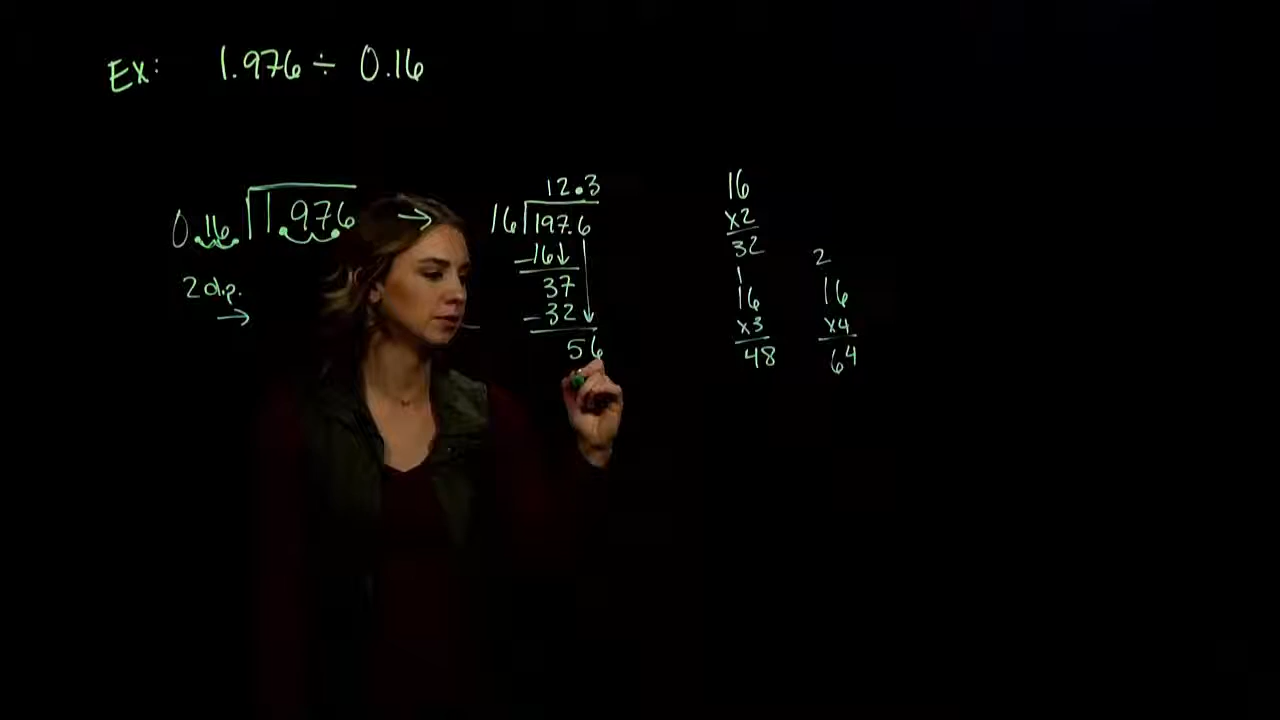 Ex: 1.976 ÷ 0.16
0.16 1.976 →
2 d.p.
→
12.3
16 197.6
-16↓
37
-32↓
56
16
x2
32
1
16
x3
48
2
16
x4
64